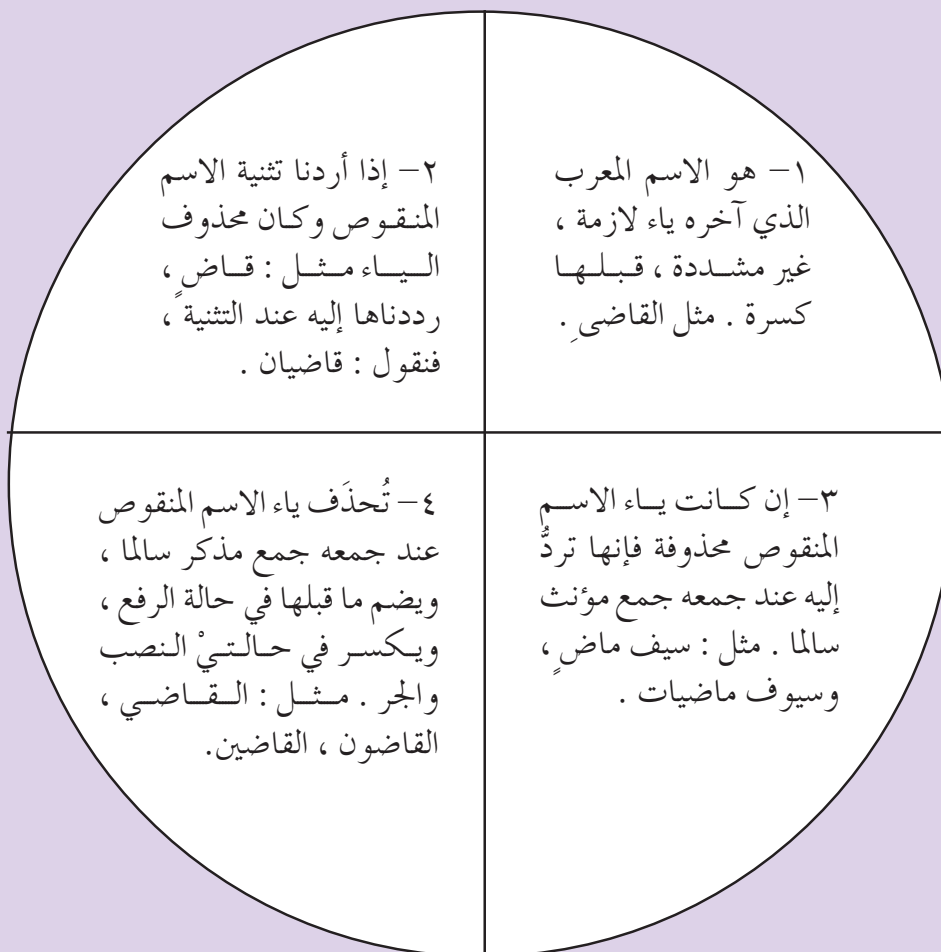 ١– هو الاسم المعرب
الذي آخره ياء لازمة ،
غير مشددة ، قبلها
كسرة . مثل القاضىِ .
٢– إذا أردنا تثنية الاسم
المنقوص وكان محذوف
الياء مثل : قاضٍ ،
رددناها إليه عند التثنية ،
فنقول : قاضيان .
٣– إن كانت ياء الاسم
المنقوص محذوفة فإنها تردُّ
إليه عند جمعه جمع مؤنث
سالما . مثل : سيف ماضٍ ،
وسيوف ماضيات .
٤– تُحذَف ياء الاسم المنقوص
عند جمعه جمع مذكر سالما ،
ويضم ما قبلها في حالة الرفع ،
ويكسر في حالتيْ النصب
والجر . مثل : القاضي ،
القاضون ، القاضين.